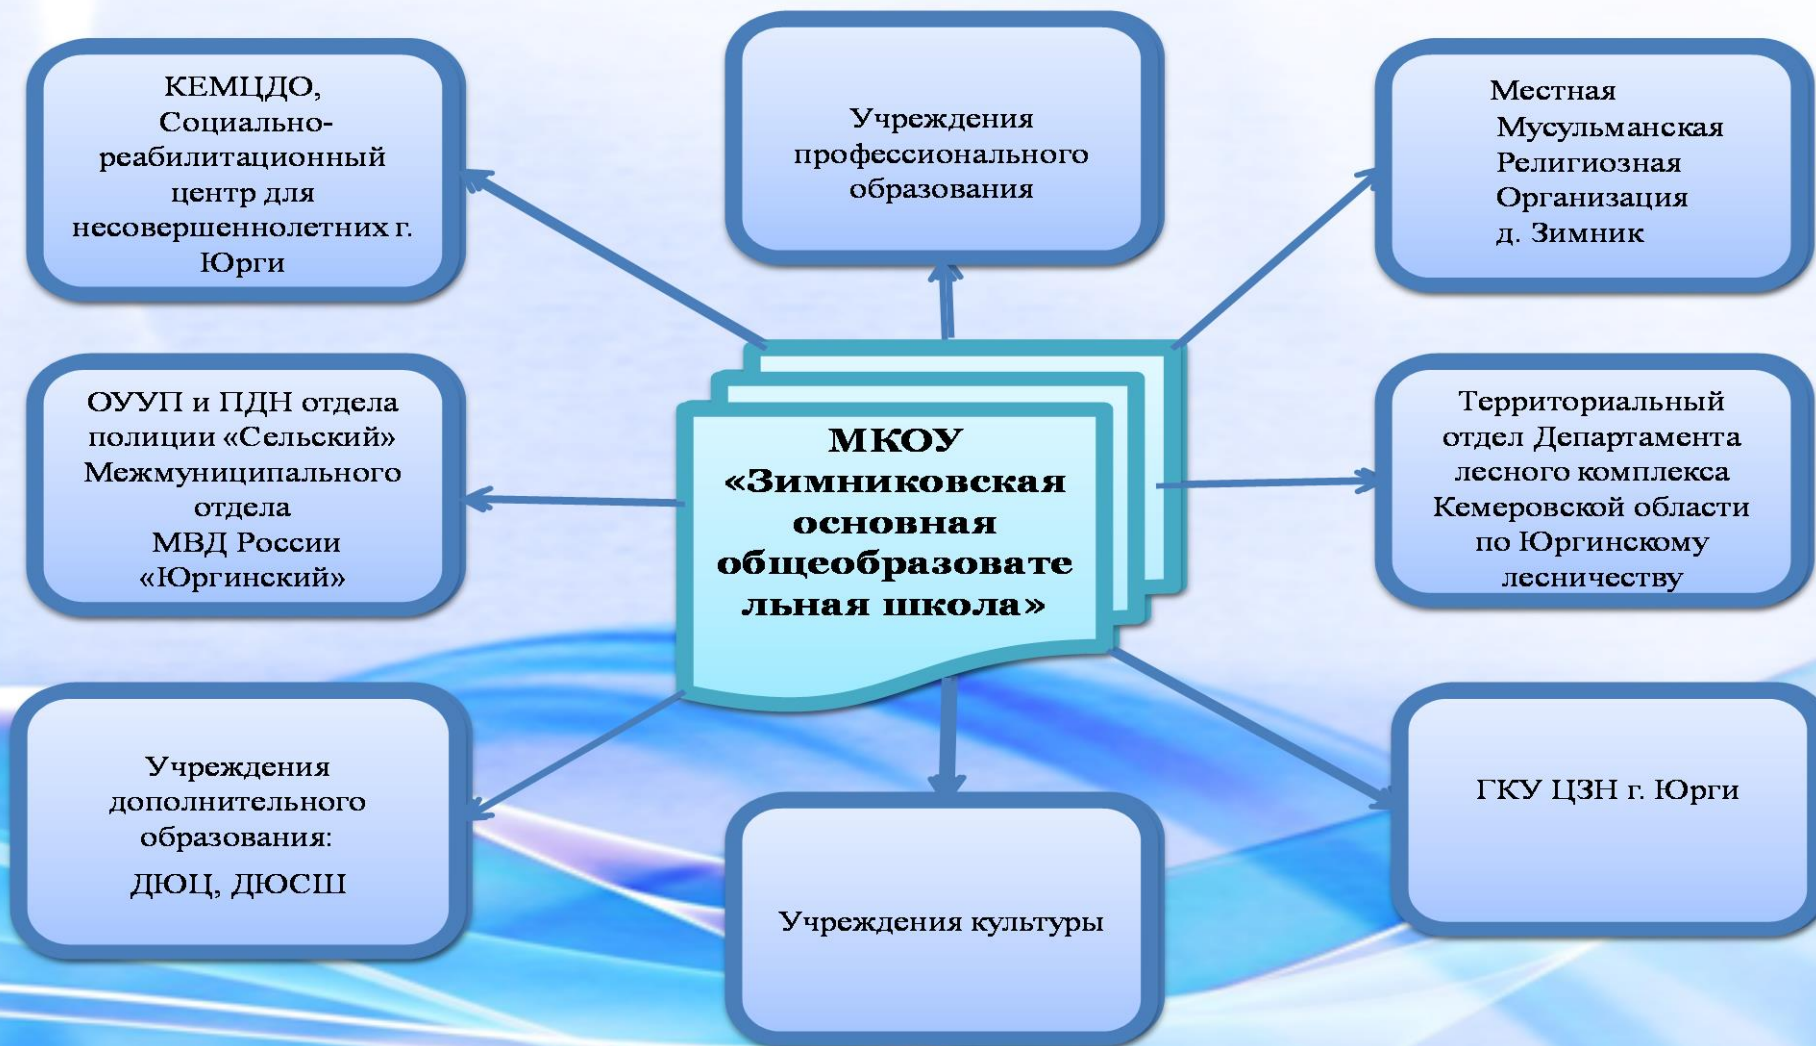 КЕМЦДО,
Социально-
реабилитационный
центр для
несовершеннолетних г.
Юрги
Учреждения
профессионального
образования
Местная
Мусульманская
Религиозная
Организация
д. Зимник
ОУУП и ПДН отдела
полиции «Сельский»
Межмуниципального
отдела
МВД России
«Юргинский»
МКОУ
«Зимниковская
основная
общеобразовате
льная школа»
Территориальный
отдел Департамента
лесного комплекса
Кемеровской области
по Юргинскому
лесничеству
Учреждения
дополнительного
образования:
ДЮЦ, ДЮСШ
Учреждения культуры
ГКУ ЦЗН г. Юрги